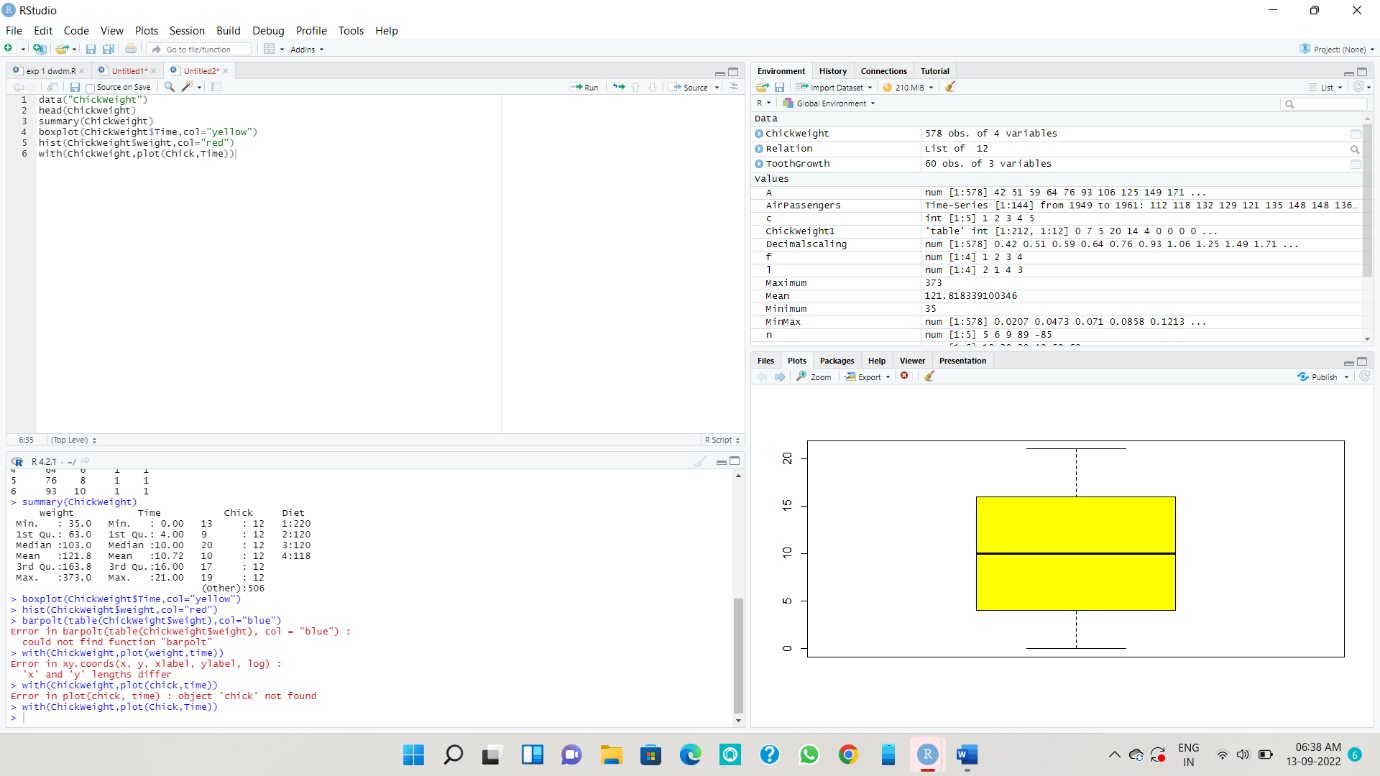 RStudio
File Edit Code View Plots Session Build Debug Profile Tools Help
Go to file/function Addins Project: (None)
exp 1 dwdm.R Untitled1* Untitled2*
Source on Save Run Source
1 data("ChickWeight")
2 head(ChickWeight)
3 summary(ChickWeight)
4 boxplot(ChickWeight$Time,col="yellow")
5 hist(ChickWeight$weight,col="red")
6 with(ChickWeight,plot(Chick,Time))
6:35 (Top Level) R Script
R 4.2.1 · ~/
4 64 6 1 1
5 76 8 1 1
6 93 10 1 1
> summary(ChickWeight)
weight Time Chick Diet
Min. : 35.0 Min. : 0.00 13 : 12 1:220
1st Qu.: 63.0 1st Qu.: 4.00 9 : 12 2:120
Median :103.0 Median :10.00 20 : 12 3:120
Mean :121.8 Mean :10.72 10 : 12 4:118
3rd Qu.:163.8 3rd Qu.:16.00 17 : 12
Max. :373.0 Max. :21.00 19 : 12
(Other):506
> boxplot(ChickWeight$Time,col="yellow")
> hist(ChickWeight$weight,col="red")
> barpolt(table(ChickWeight$weight),col="blue")
Error in barpolt(table(ChickWeight$weight), col = "blue") :
could not find function "barpolt"
> with(ChickWeight,plot(weight,time))
Error in xy.coords(x, y, xlabel, ylabel, log) :
'x' and 'y' lengths differ
> with(ChickWeight,plot(chick,time))
Error in plot(chick, time) : object 'chick' not found
> with(ChickWeight,plot(Chick,Time))
>
Environment History Connections Tutorial
Import Dataset 210 MiB List
R Global Environment
Data
ChickWeight 578 obs. of 4 variables
Relation List of 12
ToothGrowth 60 obs. of 3 variables
Values
A num [1:578] 42 51 59 64 76 93 106 125 149 171 ...
AirPassengers Time-Series [1:144] from 1949 to 1961: 112 118 132 129 121 135 148 148 136…
c int [1:5] 1 2 3 4 5
ChickWeight1 'table' int [1:212, 1:12] 0 7 5 20 14 4 0 0 0 0 ...
Decimalscaling num [1:578] 0.42 0.51 0.59 0.64 0.76 0.93 1.06 1.25 1.49 1.71 ...
f num [1:4] 1 2 3 4
l num [1:4] 2 1 4 3
Maximum 373
Mean 121.818339100346
Minimum 35
MinMax num [1:578] 0.0207 0.0473 0.071 0.0858 0.1213 ...
n num [1:5] 5 6 9 89 -85
Files Plots Packages Help Viewer Presentation
Zoom Export Publish
20
15
10
5
0
ENG
IN
06:38 AM
13-09-2022
6